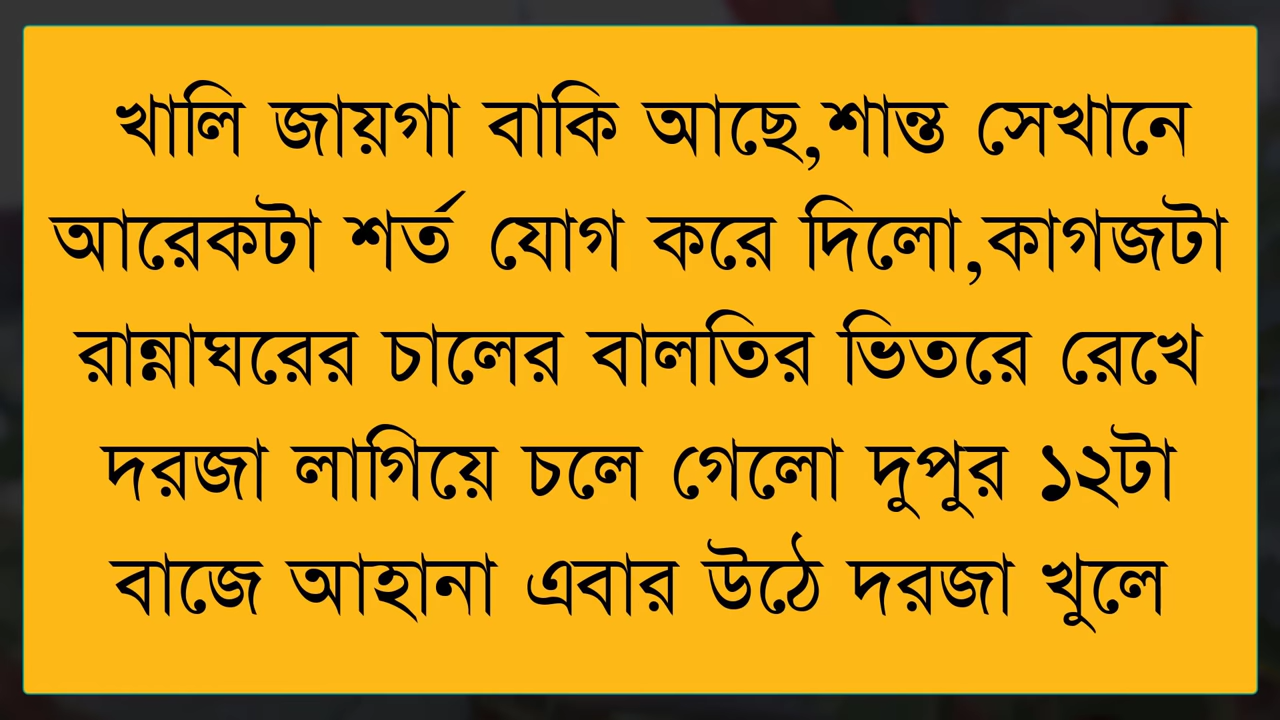 খালি জায়গা বাকি আছে,শান্ত সেখানে
আরেকটা শর্ত যোগ করে দিলো,কাগজটা
রান্নাঘরের চালের বালতির ভিতরে রেখে
দরজা লাগিয়ে চলে গেলো দুপুর ১২টা
বাজে আহানা এবার উঠে দরজা খুলে